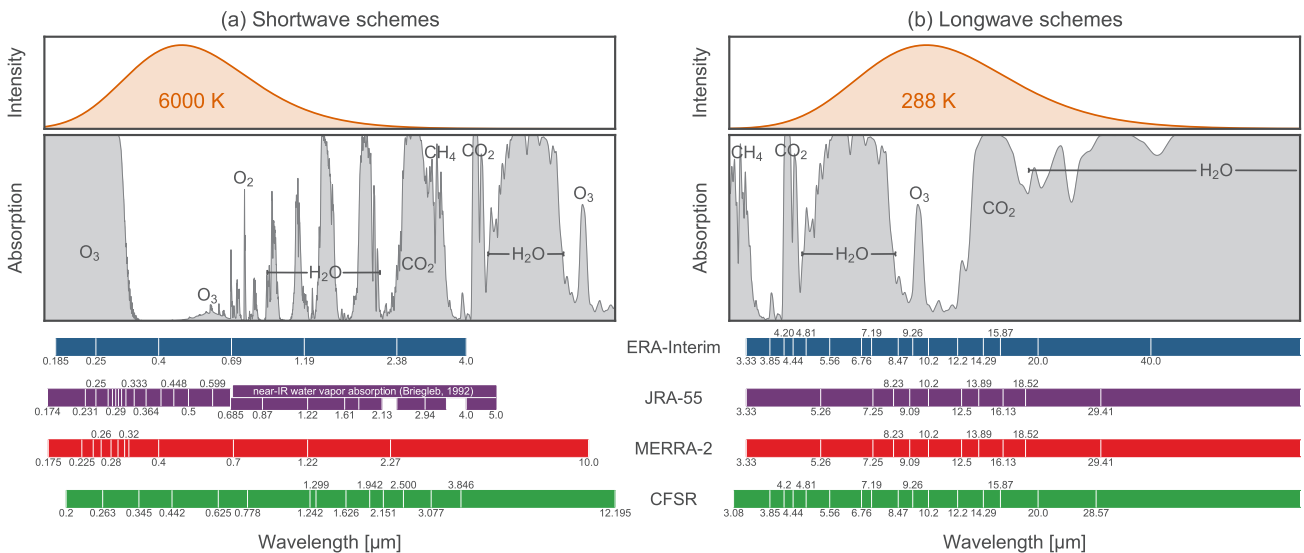 (a) Shortwave schemes
(b) Longwave schemes
Intensity
6000 K
Intensity
288 K
Absorption
O3
O3
O2
H2O
CO2
CH4
CO2
H2O
O3
Absorption
CH4
CO2
H2O
O3
CO2
H2O
ERA-Interim
0.185 0.25 0.4 0.69 1.19 2.38 4.0
4.20 4.81 7.19 9.26 15.87
3.33 3.85 4.44 5.56 6.76 8.47 10.2 12.2 14.29 20.0 40.0
JRA-55
0.25 0.333 0.448 0.599
near-IR water vapor absorption (Briegleb, 1992)
0.174 0.231 0.29 0.364 0.5 0.685 0.87 1.22 1.61 2.13 2.94 4.0 5.0
8.23 10.2 13.89 18.52
3.33 5.26 7.25 9.09 12.5 16.13 29.41
MERRA-2
0.26 0.32
0.175 0.225 0.28 0.4 0.7 1.22 2.27 10.0
8.23 10.2 13.89 18.52
3.33 5.26 7.25 9.09 12.5 16.13 29.41
CFSR
1.299 1.942 2.500 3.846
0.2 0.263 0.345 0.442 0.625 0.778 1.242 1.626 2.151 3.077 12.195
4.2 4.81 7.19 9.26 15.87
3.08 3.85 4.44 5.56 6.76 8.47 10.2 12.2 14.29 20.0 28.57
Wavelength [µm]
Wavelength [µm]